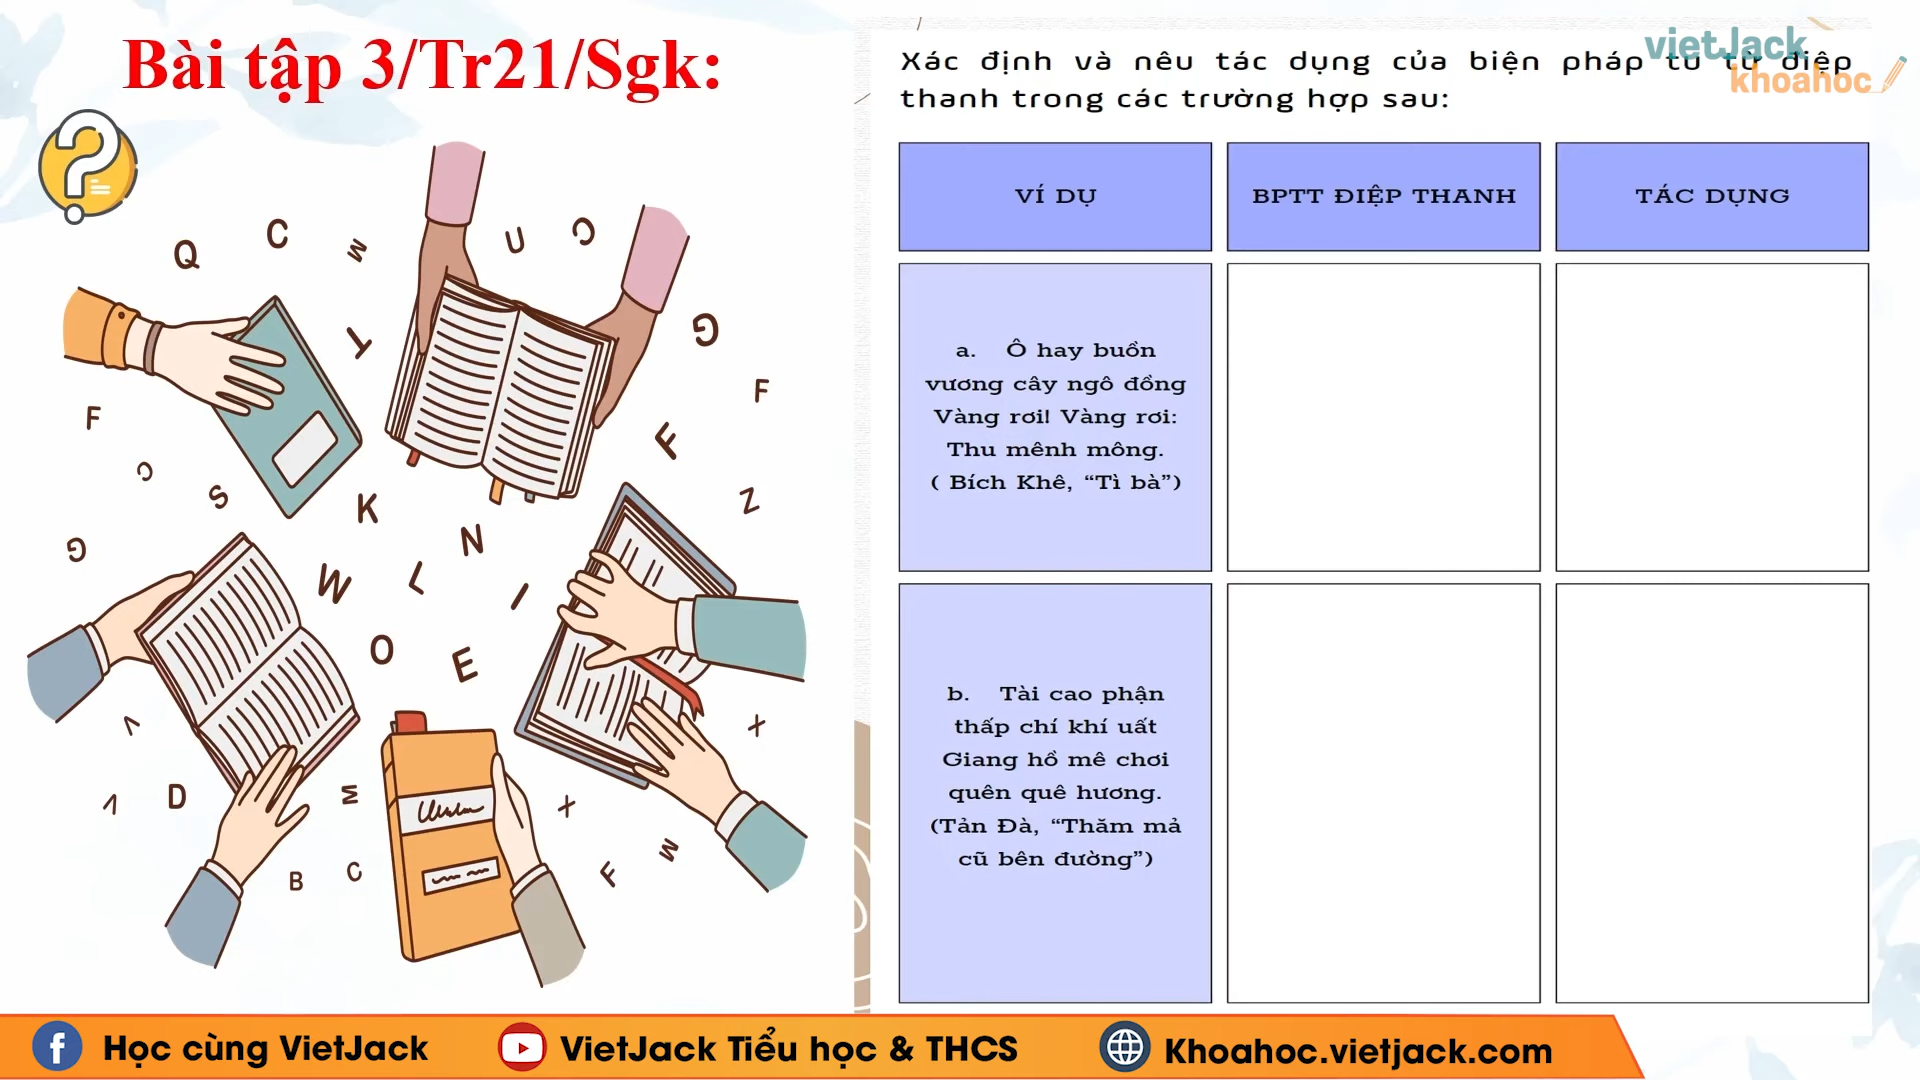 Bài tập 3/Tr21/Sgk:
vietJack
khoahoc
Xác định và nêu tác dụng của biện pháp tu từ điệp
thanh trong các trường hợp sau:
VÍ DỤ
BPTT ĐIỆP THANH
TÁC DỤNG
a. Ô hay buồn
vương cây ngô đồng
Vàng rơi! Vàng rơi:
Thu mênh mông.
( Bích Khê, “Tì bà”)
b. Tài cao phận
thấp chí khí uất
Giang hồ mê chơi
quên quê hương.
(Tản Đà, “Thăm mả
cũ bên đường”)
Q C M U C
T G
F F
C S K F Z
G N
W L I
O E
V X
V D M X
B C F M
Học cùng VietJack
VietJack Tiểu học & THCS
Khoahoc.vietjack.com